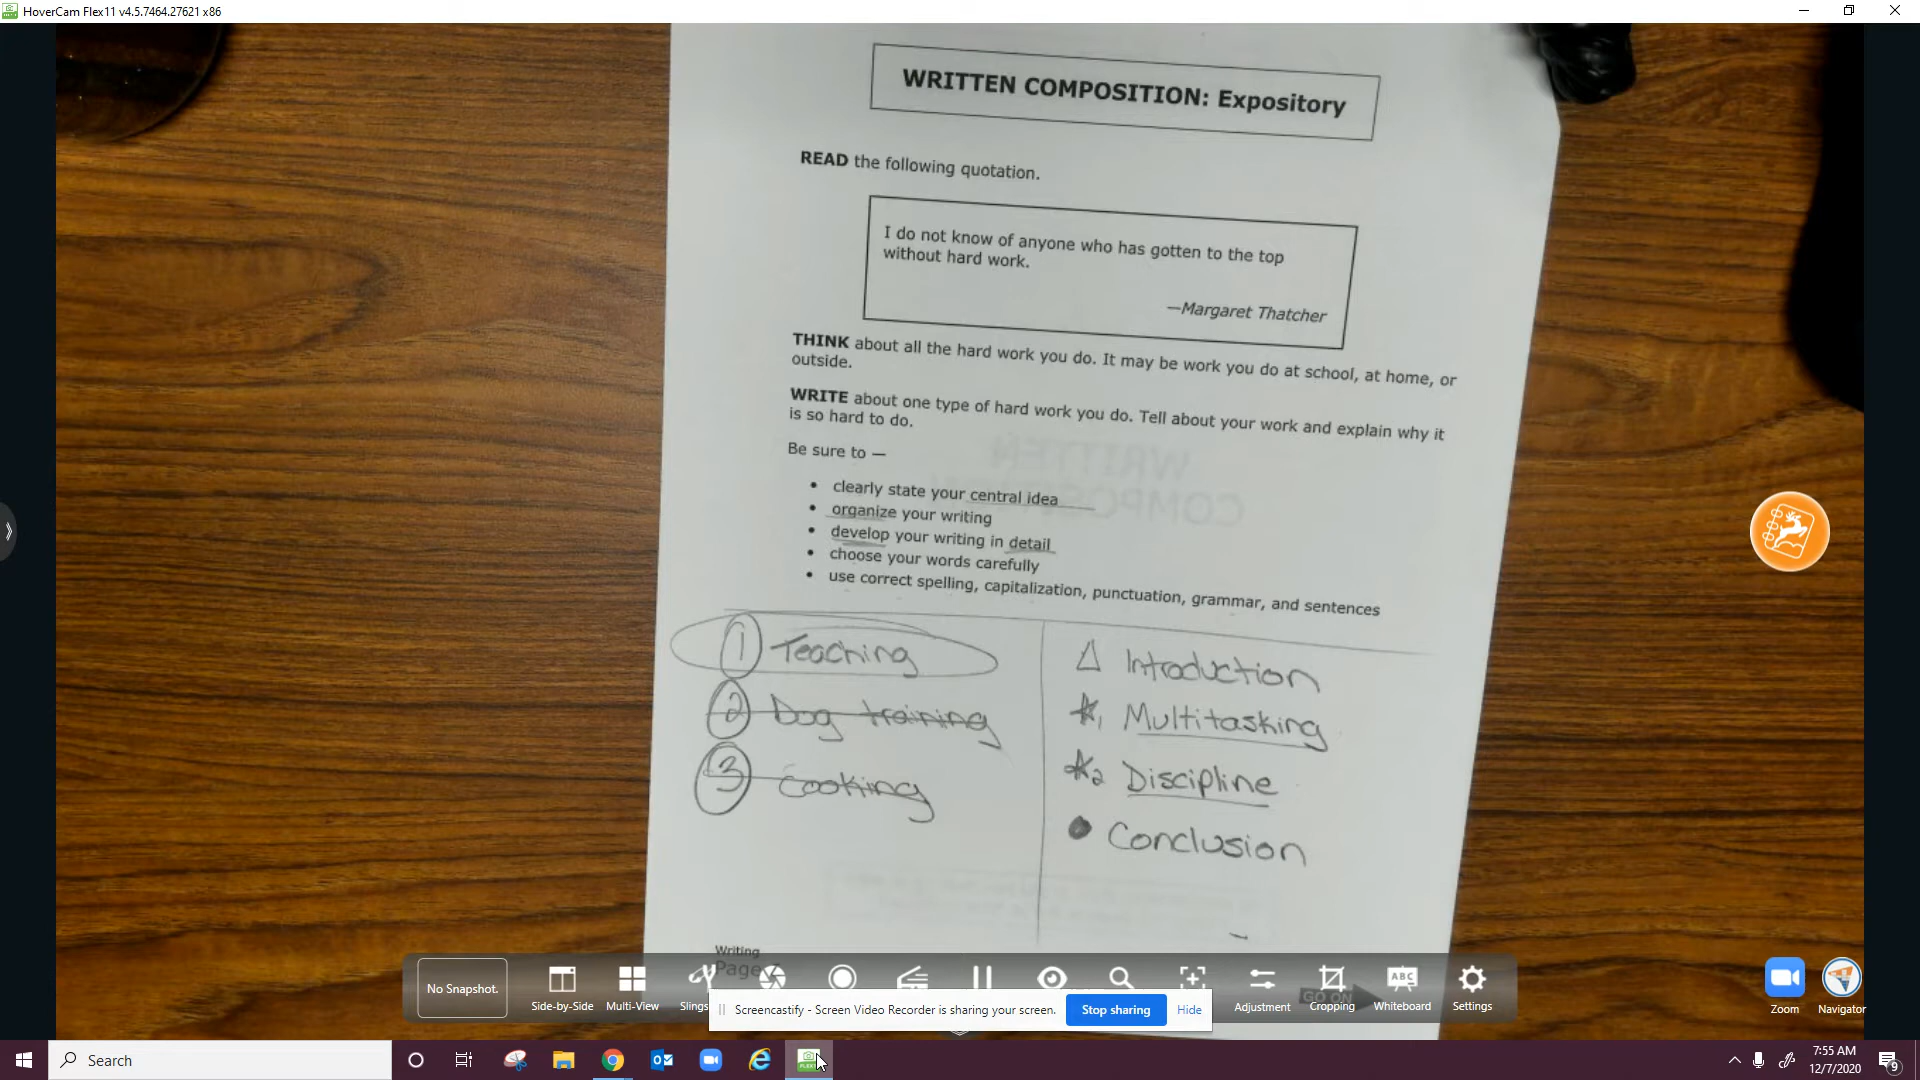 HoverCam Flex11 v4.5.7464.27621 x86
WRITTEN COMPOSITION: Expository
READ the following quotation.
I do not know of anyone who has gotten to the top
without hard work.
—Margaret Thatcher
THINK about all the hard work you do. It may be work you do at school, at home, or
outside.
WRITE about one type of hard work you do. Tell about your work and explain why it
is so hard to do.
Be sure to —
• clearly state your central idea
• organize your writing
• develop your writing in detail
• choose your words carefully
• use correct spelling, capitalization, punctuation, grammar, and sentences
1 Teaching
2 Dog training
3 Cooking
Introduction
1 Multitasking
2 Discipline
Conclusion
WRITTEN
Writing
Page
No Snapshot.
Side-by-Side
Multi-View
Slings
Adjustment
Cropping
GO ON
ABC
Whiteboard
Settings
Zoom
Navigator
Screencastify - Screen Video Recorder is sharing your screen.
Stop sharing
Hide
Search
7:55 AM
12/7/2020
9